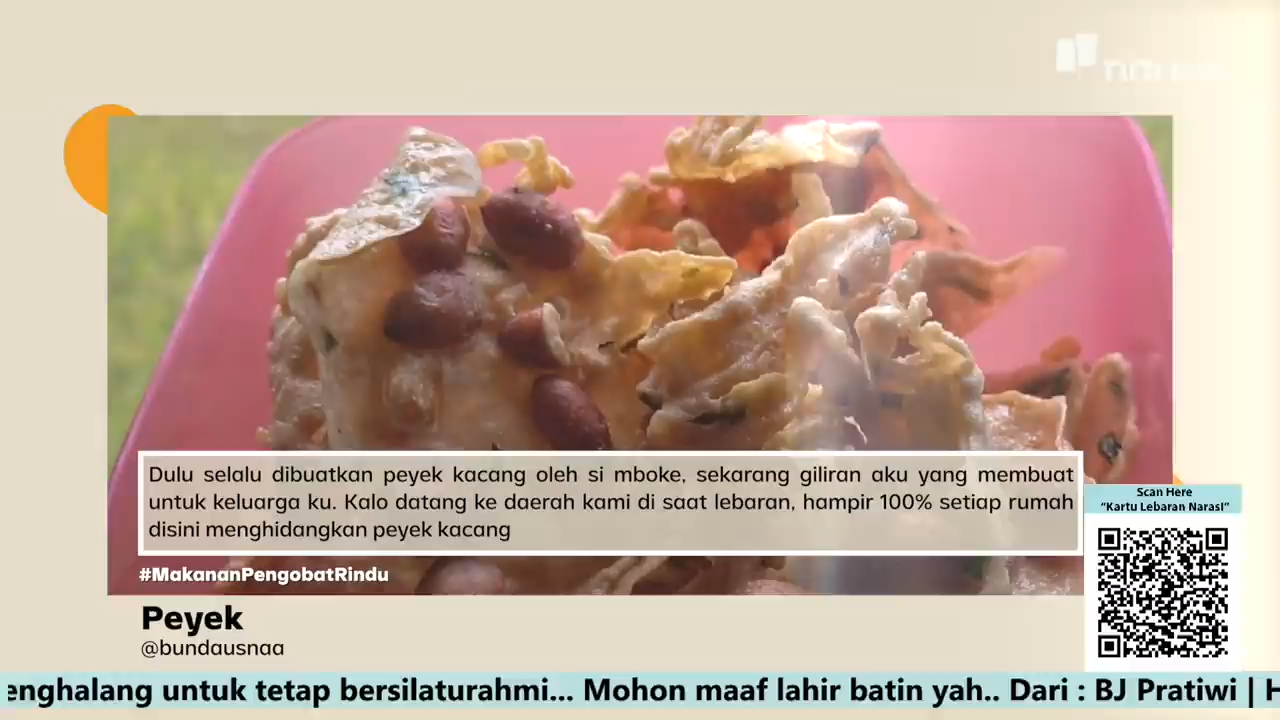 Dulu selalu dibuatkan peyek kacang oleh si mboke, sekarang giliran aku yang membuat
untuk keluarga ku. Kalo datang ke daerah kami di saat lebaran, hampir 100% setiap rumah
disini menghidangkan peyek kacang
#MakananPengobatRindu
Peyek
@bundausnaa
Scan Here
“Kartu Lebaran Narasi”
enghalang untuk tetap bersilaturahmi... Mohon maaf lahir batin yah.. Dari : BJ Pratiwi | H